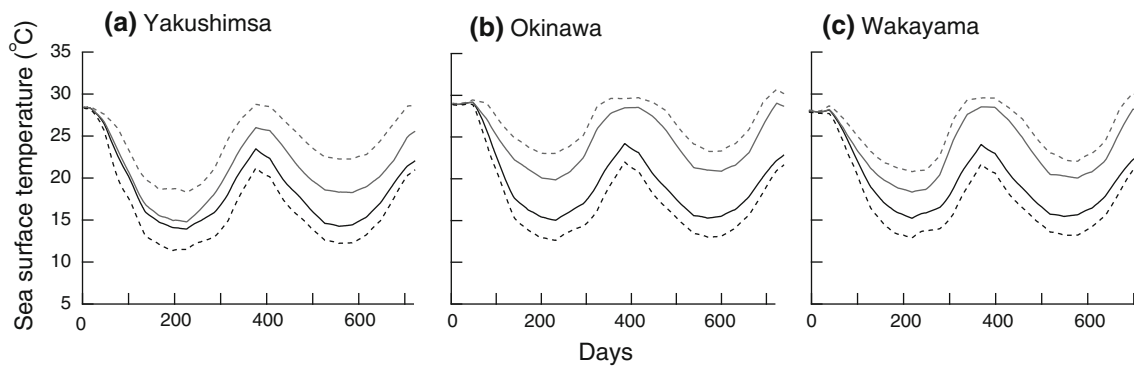 (a) Yakushimsa
(b) Okinawa
(c) Wakayama
Sea surface temperature (°C)
35
30
25
20
15
10
5
0 200 400 600
0 200 400 600
0 200 400 600
Days